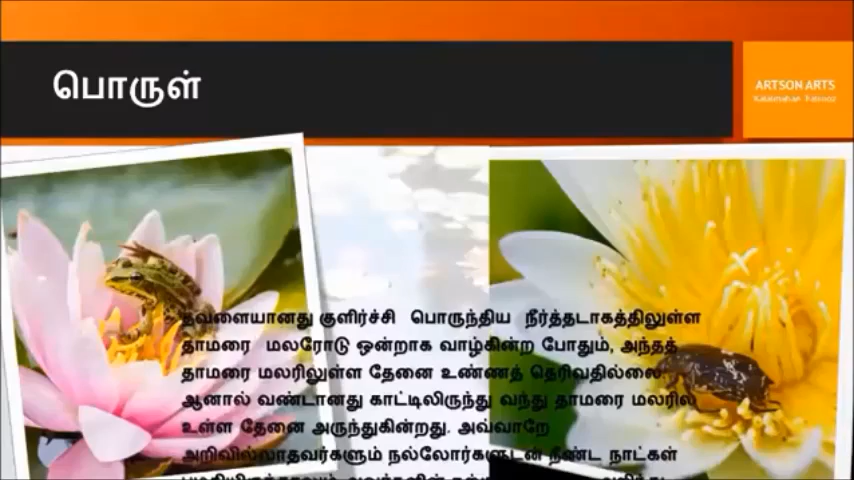 பொருள்
ARTSON ARTS
தவளையானது குளிர்ச்சி பொருந்திய நீர்த்தடாகத்திலுள்ள
தாமரை மலரோடு ஒன்றாக வாழ்கின்ற போதும், அந்தத்
தாமரை மலரிலுள்ள தேனை உண்ணத் தெரிவதில்லை.
ஆனால் வண்டானது காட்டிலிருந்து வந்து தாமரை மலரில்
உள்ள தேனை அருந்துகின்றது. அவ்வாறே
அறிவில்லாதவர்களும் நல்லோர்களுடன் நீண்ட நாட்கள்